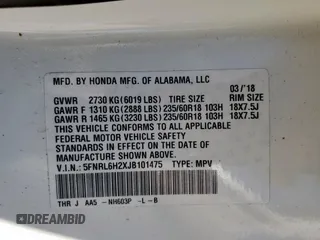 MFD. BY HONDA MFG. OF ALABAMA, LLC
03/18
GVWR 2730 KG(6019 LBS) TIRE SIZE RIM SIZE
GAWR F 1310 KG(2888 LBS)235/60R18 103H 18X7.5J
GAWR R 1465 KG(3230 LBS)235/60R18 103H 18X7.5J
THIS VEHICLE CONFORMS TO ALL APPLICABLE
FEDERAL MOTOR VEHICLE SAFETY
STANDARDS IN EFFECT ON THE DATE OF
MANUFACTURE SHOWN ABOVE.
V.I.N.: 5FNRL6H2XJB101475 TYPE: MPV
THR J AA5 -NH603P -L -B